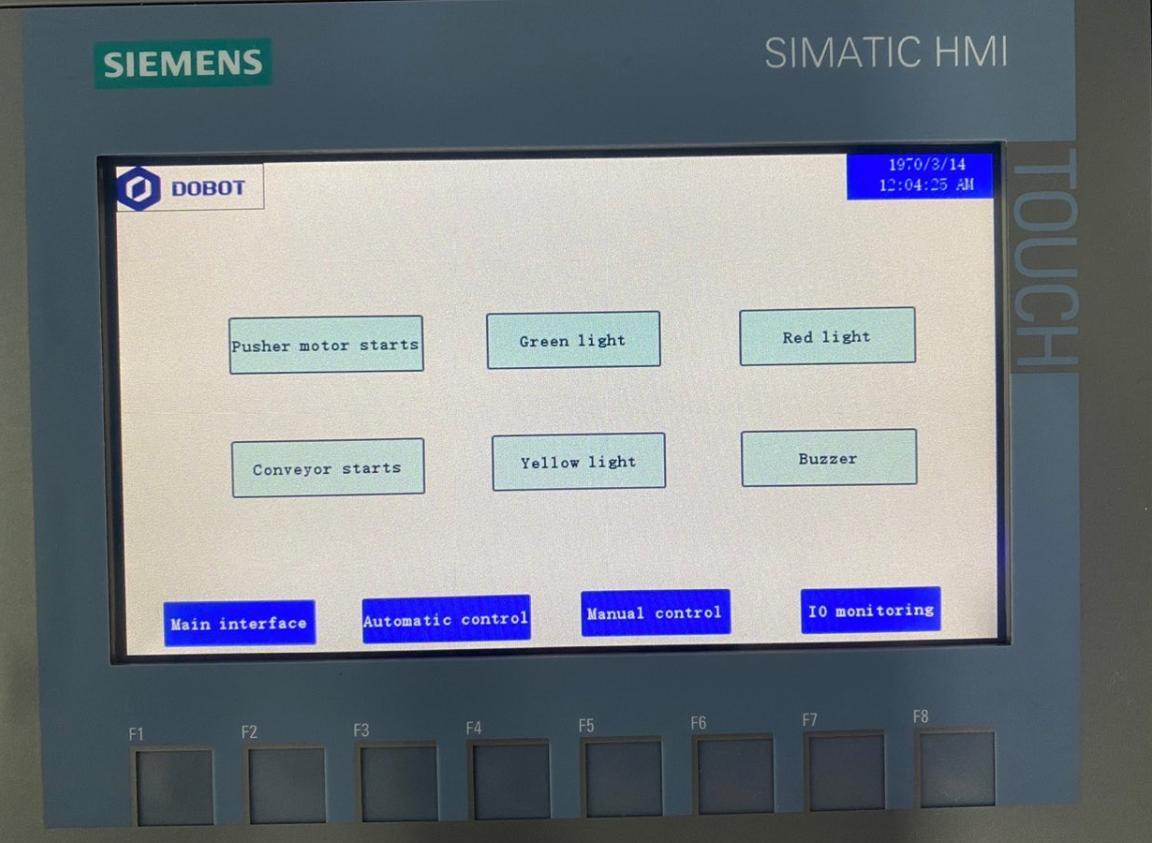 SIEMENS
SIMATIC HMI
DOBOT
1970/3/14
12:04:25 AM
TOUCH
Pusher motor starts
Green light
Red light
Conveyor starts
Yellow light
Buzzer
Main interface
Automatic control
Manual control
IO monitoring
F1
F2
F3
F4
F5
F6
F7
F8